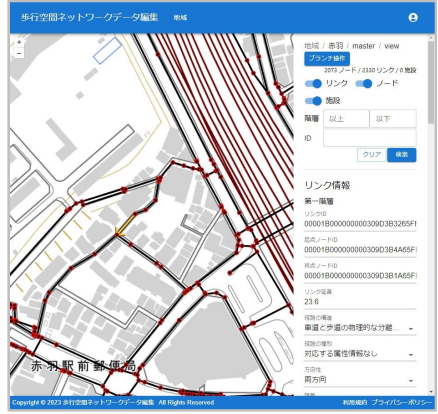 歩行空間ネットワークデータ編集 地域
+
−
地域 / 赤羽 / master / view
ブランチ操作
2073 ノード / 2330 リンク / 0 施設
リンク ノード
施設
階層 以上 以下
ID
クリア 検索
リンク情報
第一階層
リンクID
00001B000000000309D3B3265F
起点ノードID
00001B000000000309D3B4A65F
終点ノードID
00001B000000000309D3B1A65F
リンク延長
23.6
経路の構造
車道と歩道の物理的な分離...
経路の種別
対応する属性情報なし
方向性
両方向
赤羽駅前郵便局
Copyright © 2023 歩行空間ネットワークデータ編集 All Rights Reserved
利用規約 プライバシーポリシー